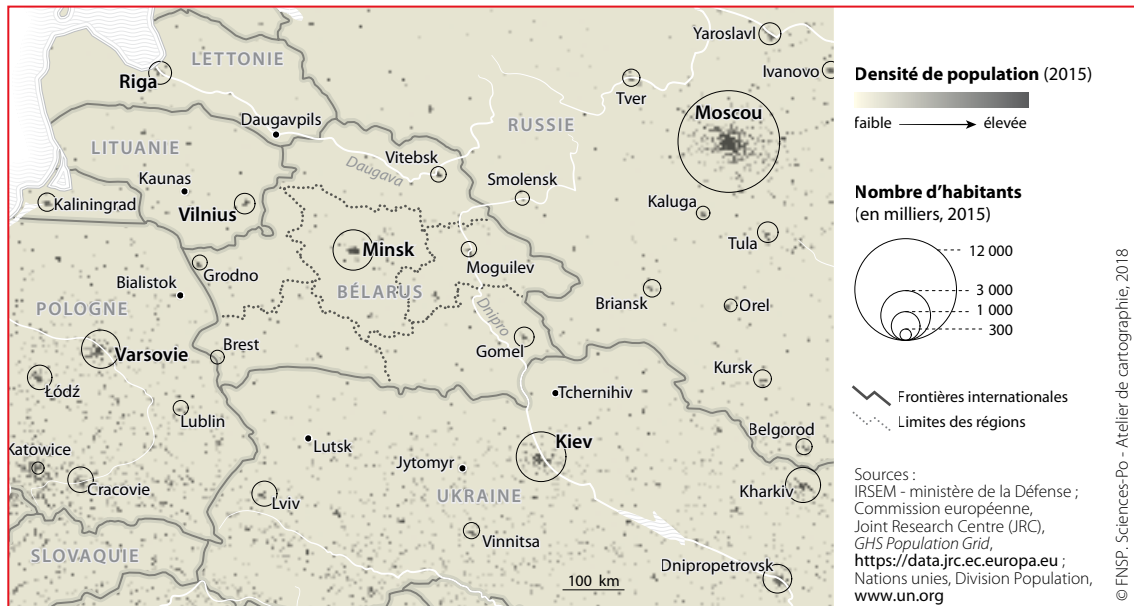 LETTONIE
Riga
Daugavpils
LITUANIE
Kaunas
Kaliningrad
Vilnius
Daugava
Vitebsk
RUSSIE
Smolensk
Yaroslavl
Ivanovo
Tver
Moscou
Kaluga
Tula
Minsk
Moguilev
Grodno
Bialistok
BÉLARUS
POLOGNE
Briansk
Orel
Dnipro
Gomel
Varsovie
Brest
Kursk
Łódź
Tchernihiv
Lublin
Belgorod
Lutsk
Kiev
Katowice
Jytomyr
Cracovie
Lviv
UKRAINE
Kharkiv
Vinnitsa
SLOVAQUIE
Dnipropetrovsk
100 km
Densité de population (2015)
faible élevée
Nombre d'habitants
(en milliers, 2015)
12 000
3 000
1 000
300
Frontières internationales
Limites des régions
Sources :
IRSEM - ministère de la Défense ;
Commission européenne,
Joint Research Centre (JRC),
GHS Population Grid,
https://data.jrc.ec.europa.eu ;
Nations unies, Division Population,
www.un.org
© FNSP. Sciences-Po - Atelier de cartographie, 2018